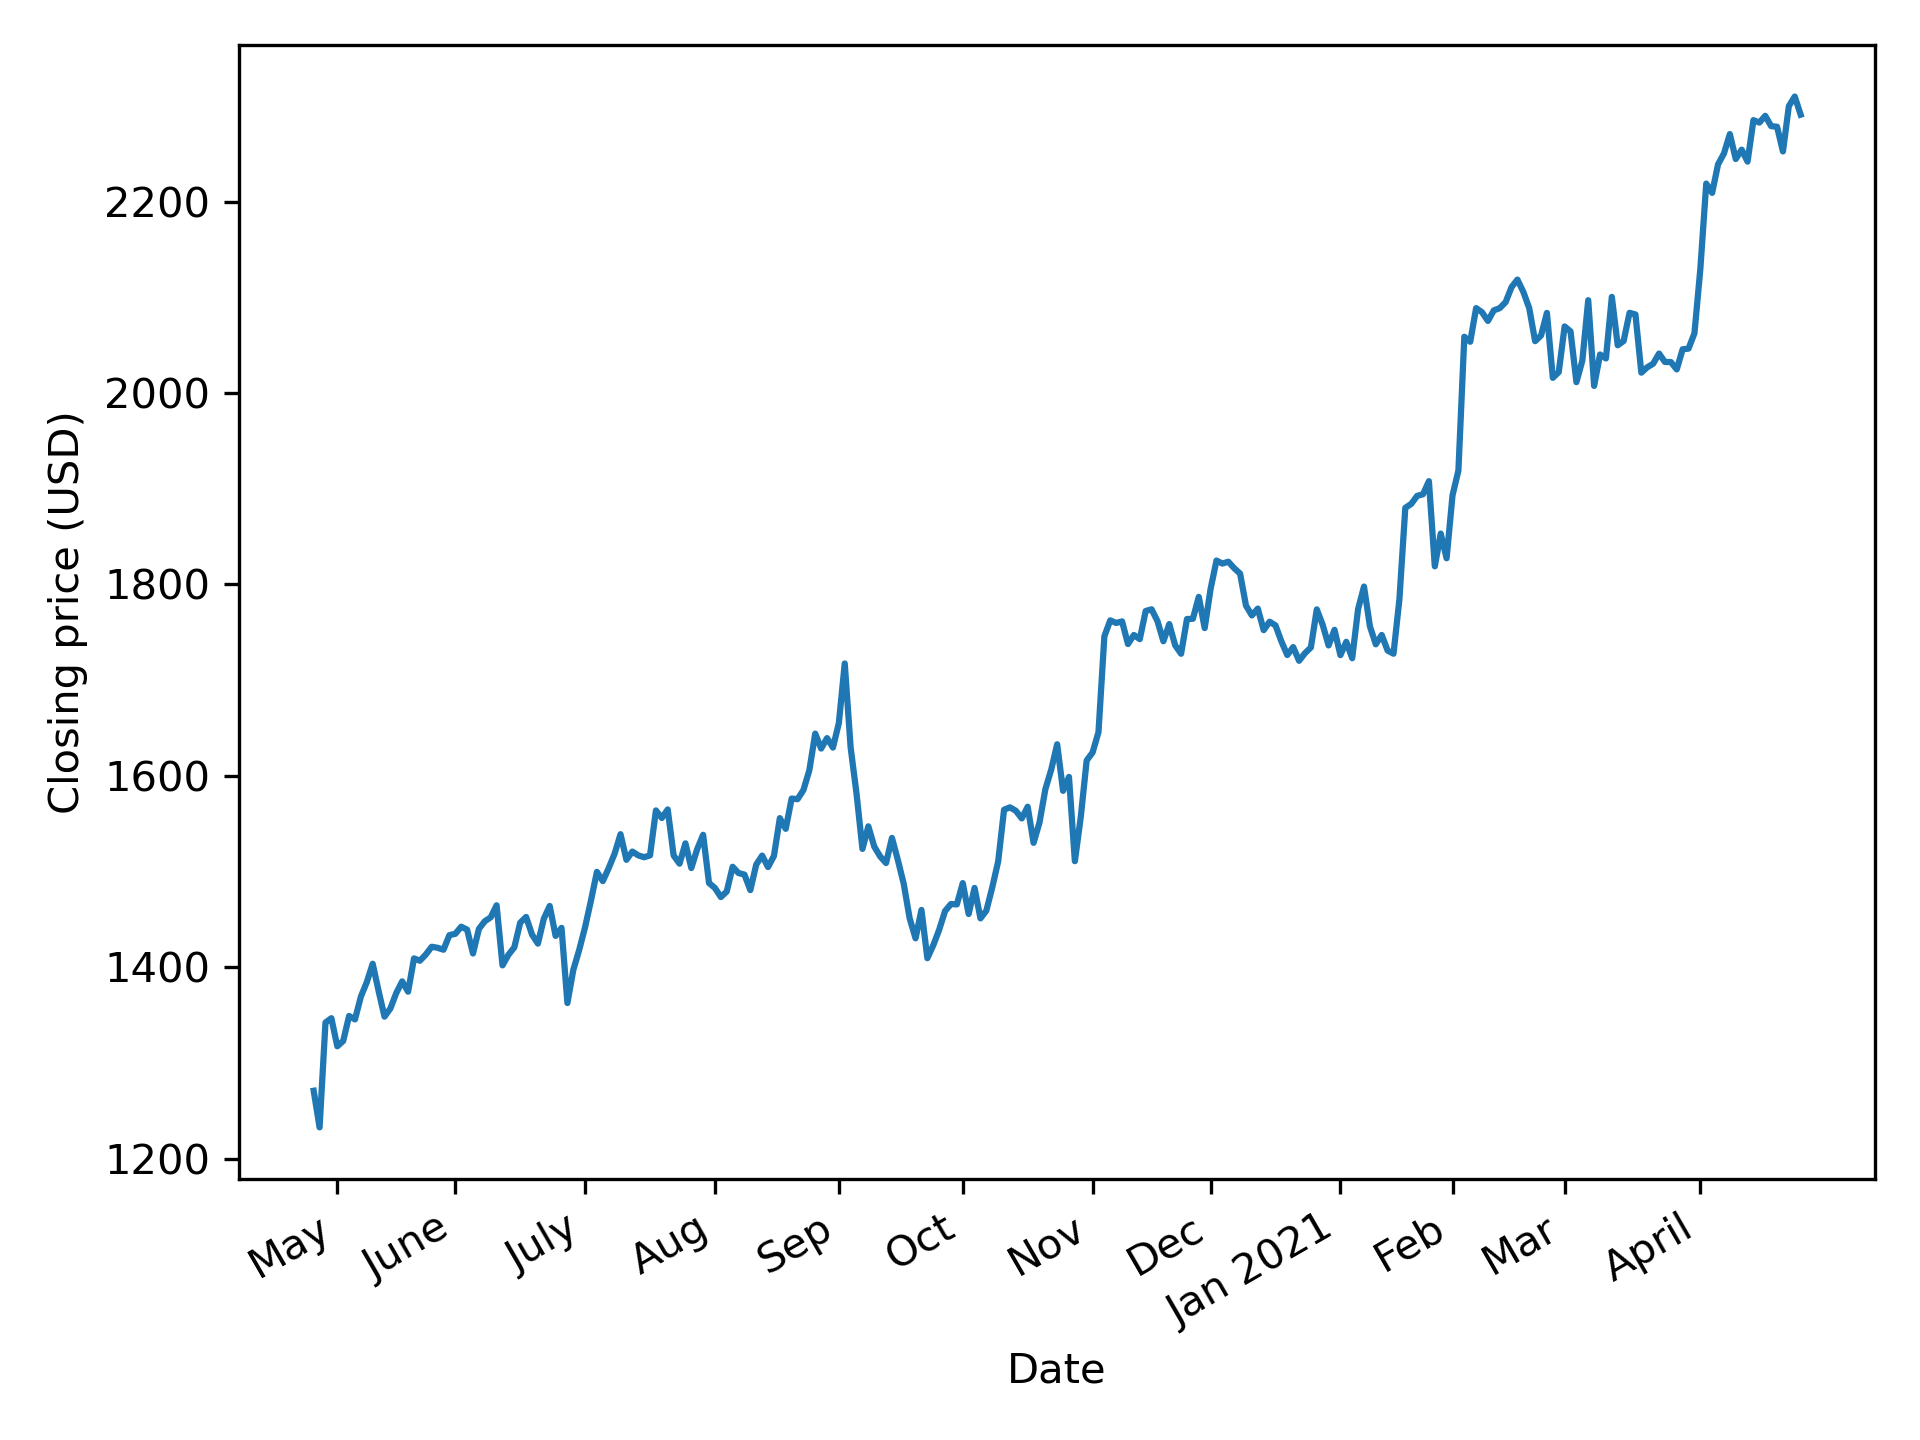 2200
2000
1800
1600
1400
1200
Closing price (USD)
May
June
July
Aug
Sep
Oct
Nov
Dec
Jan 2021
Feb
Mar
April
Date